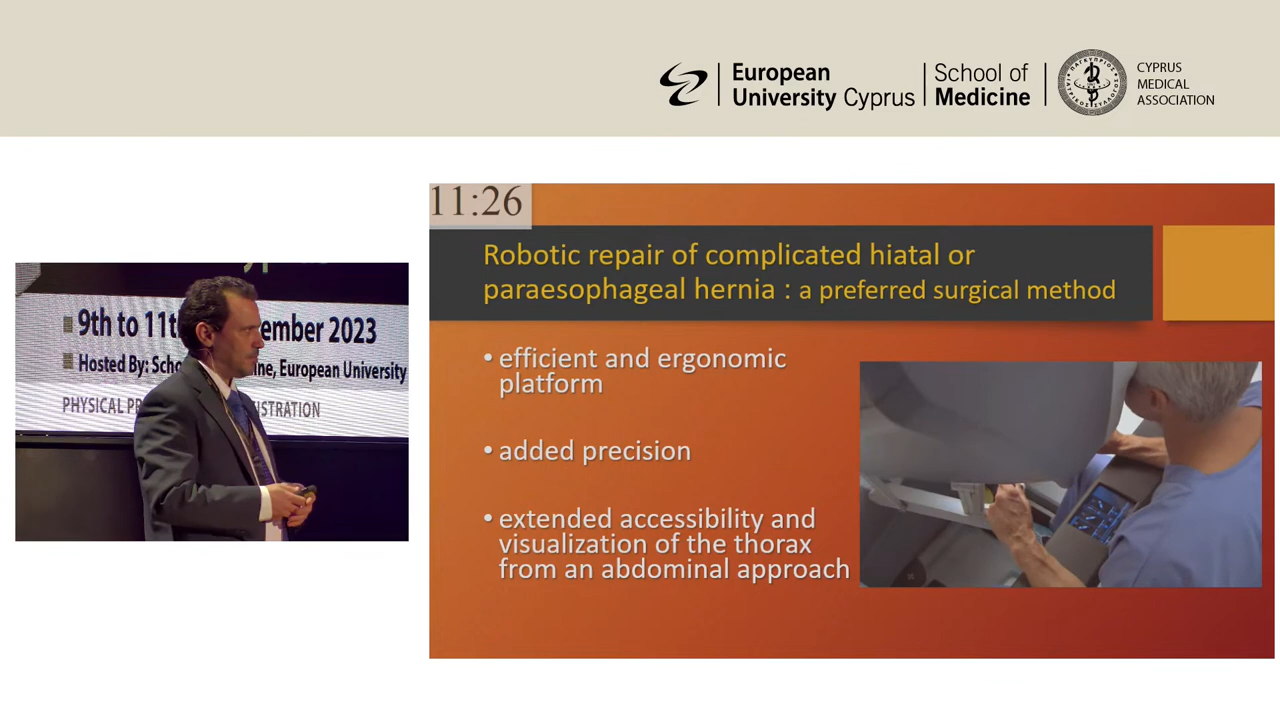 European
University Cyprus
School of
Medicine
CYPRUS
MEDICAL
ASSOCIATION
9th to 11th ember 2023
Hosted By: Scho ine, European University
PHYSICAL PR ISTRATION
11:26
Robotic repair of complicated hiatal or
paraesophageal hernia : a preferred surgical method
• efficient and ergonomic
platform
• added precision
• extended accessibility and
visualization of the thorax
from an abdominal approach